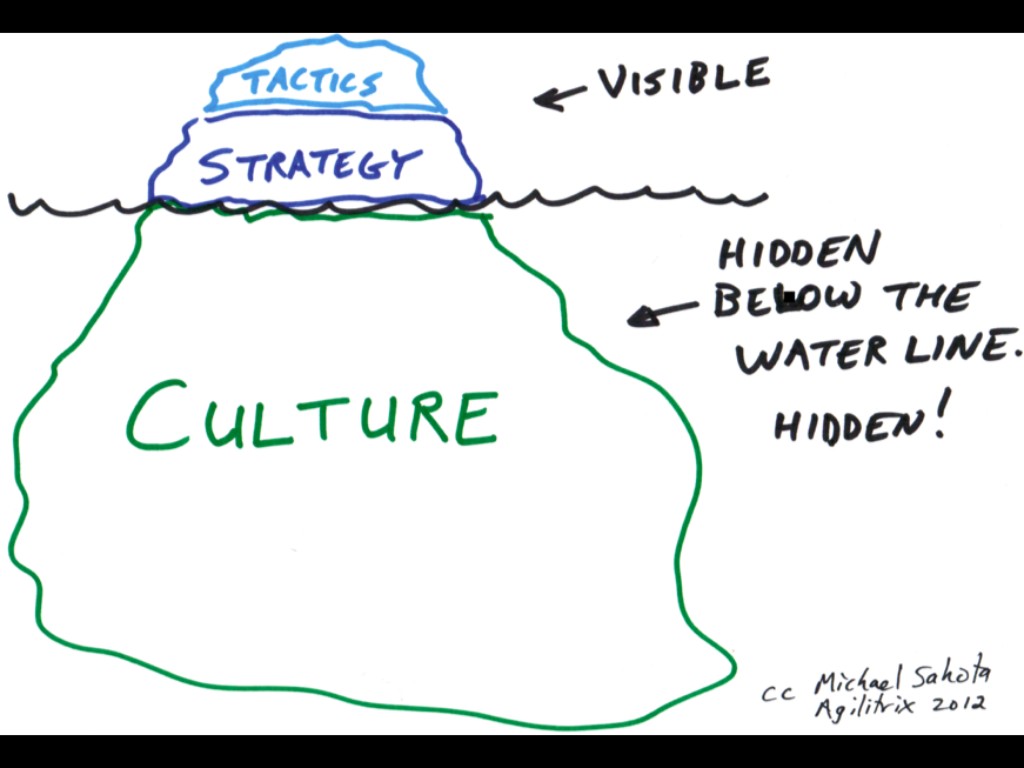 TACTICS
VISIBLE
STRATEGY
HIDDEN
BELOW THE
WATER LINE.
CULTURE
HIDDEN!
cc Michael Sahota
Agilitrix 2012